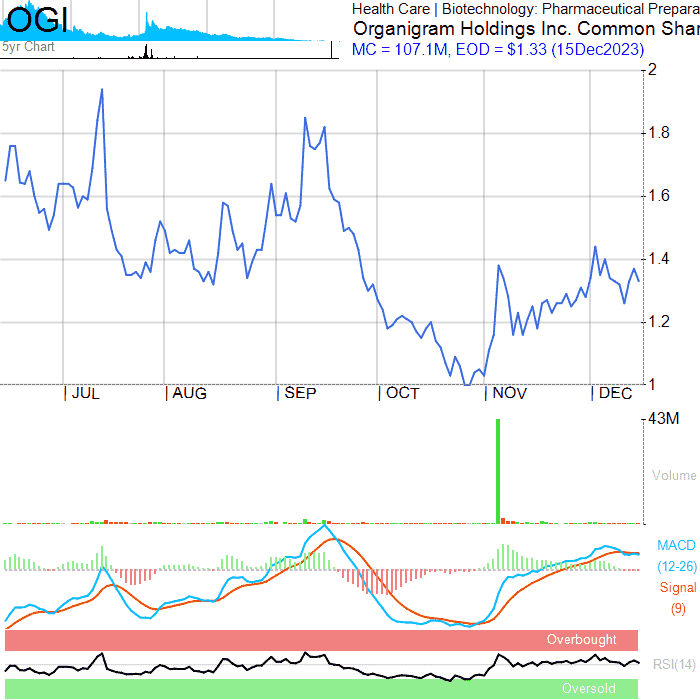 OGI
5yr Chart
Health Care | Biotechnology: Pharmaceutical Prepara
Organigram Holdings Inc. Common Shar
MC = 107.1M, EOD = $1.33 (15Dec2023)
2
1.8
1.6
1.4
1.2
1
| JUL | AUG | SEP | OCT | NOV | DEC
43M
Volume
MACD
(12-26)
Signal
(9)
Overbought
RSI(14)
Oversold